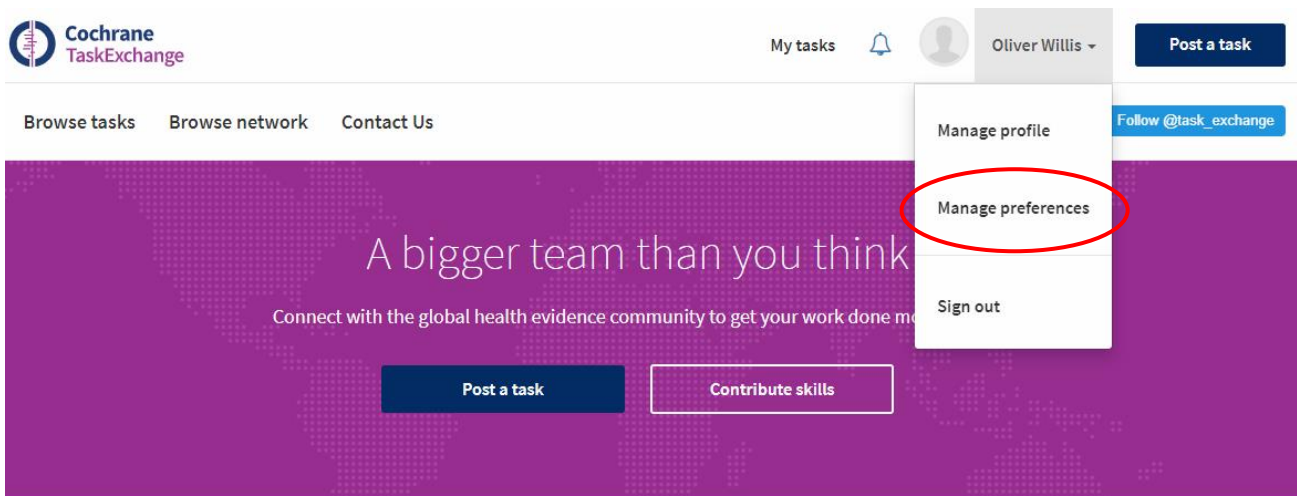 Cochrane
TaskExchange
My tasks
Oliver Willis
Post a task
Browse tasks
Browse network
Contact Us
Follow @task_exchange
Manage profile
Manage preferences
Sign out
A bigger team than you think
Connect with the global health evidence community to get your work done
Post a task
Contribute skills